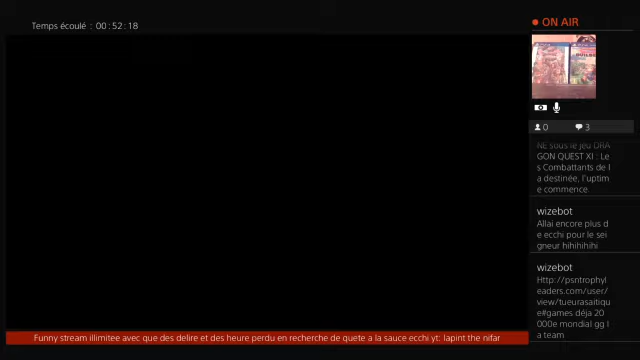 Temps écoulé : 00:52:18
ON AIR
0 3
NE sous le jeu DRA
GON QUEST XI : Le
s Combattants de l
a destinée, l'uptim
e commence
wizebot
Allai encore plus d
e ecchi pour le sei
gneur hihihihihi
wizebot
Http://psntrophyl
eaders.com/user/
view/tueurasaitiqu
e#games déja 20
000e mondial gg l
a team
Funny stream illimitee avec que des delire et des heure perdu en recherche de quete a la sauce ecchi yt: lapint the nifar